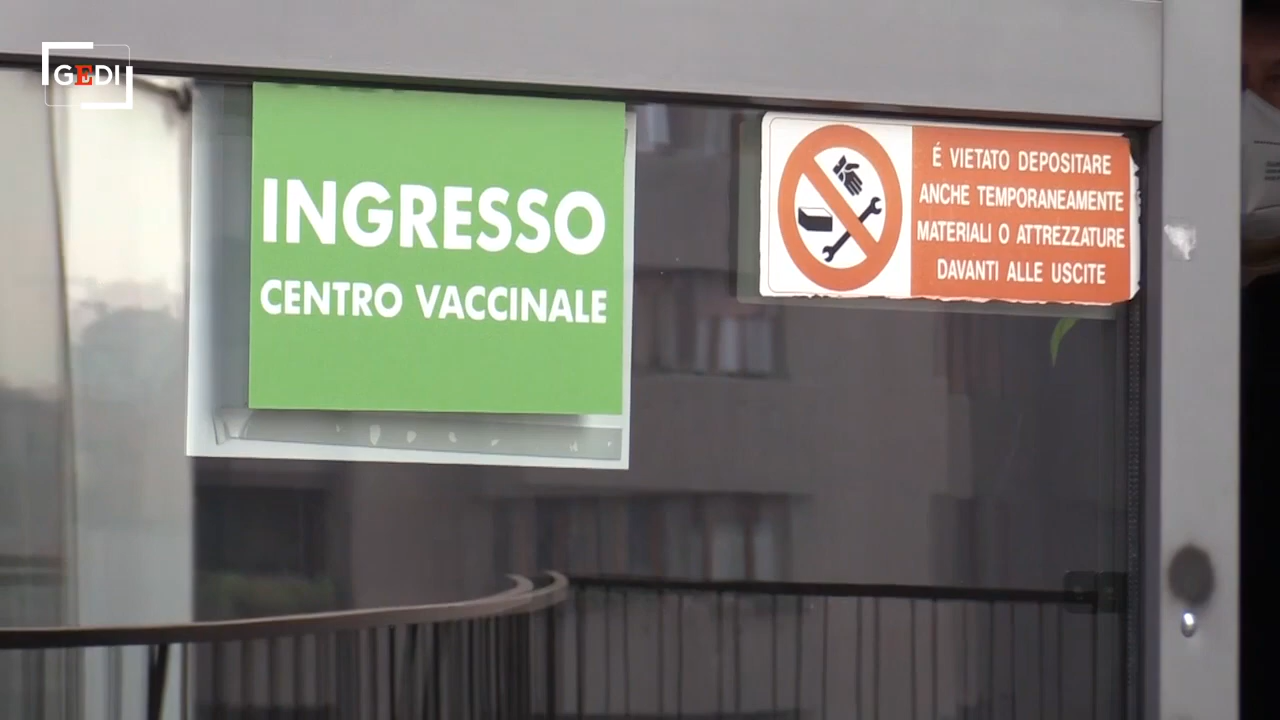 GEDI
INGRESSO
CENTRO VACCINALE
É VIETATO DEPOSITARE
ANCHE TEMPORANEAMENTE
MATERIALI O ATTREZZATURE
DAVANTI ALLE USCITE